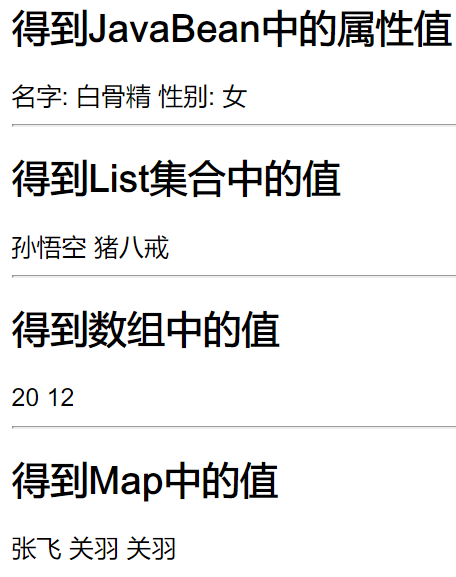 得到JavaBean中的属性值
名字: 白骨精 性别: 女
得到List集合中的值
孙悟空 猪八戒
得到数组中的值
20 12
得到Map中的值
张飞 关羽 关羽